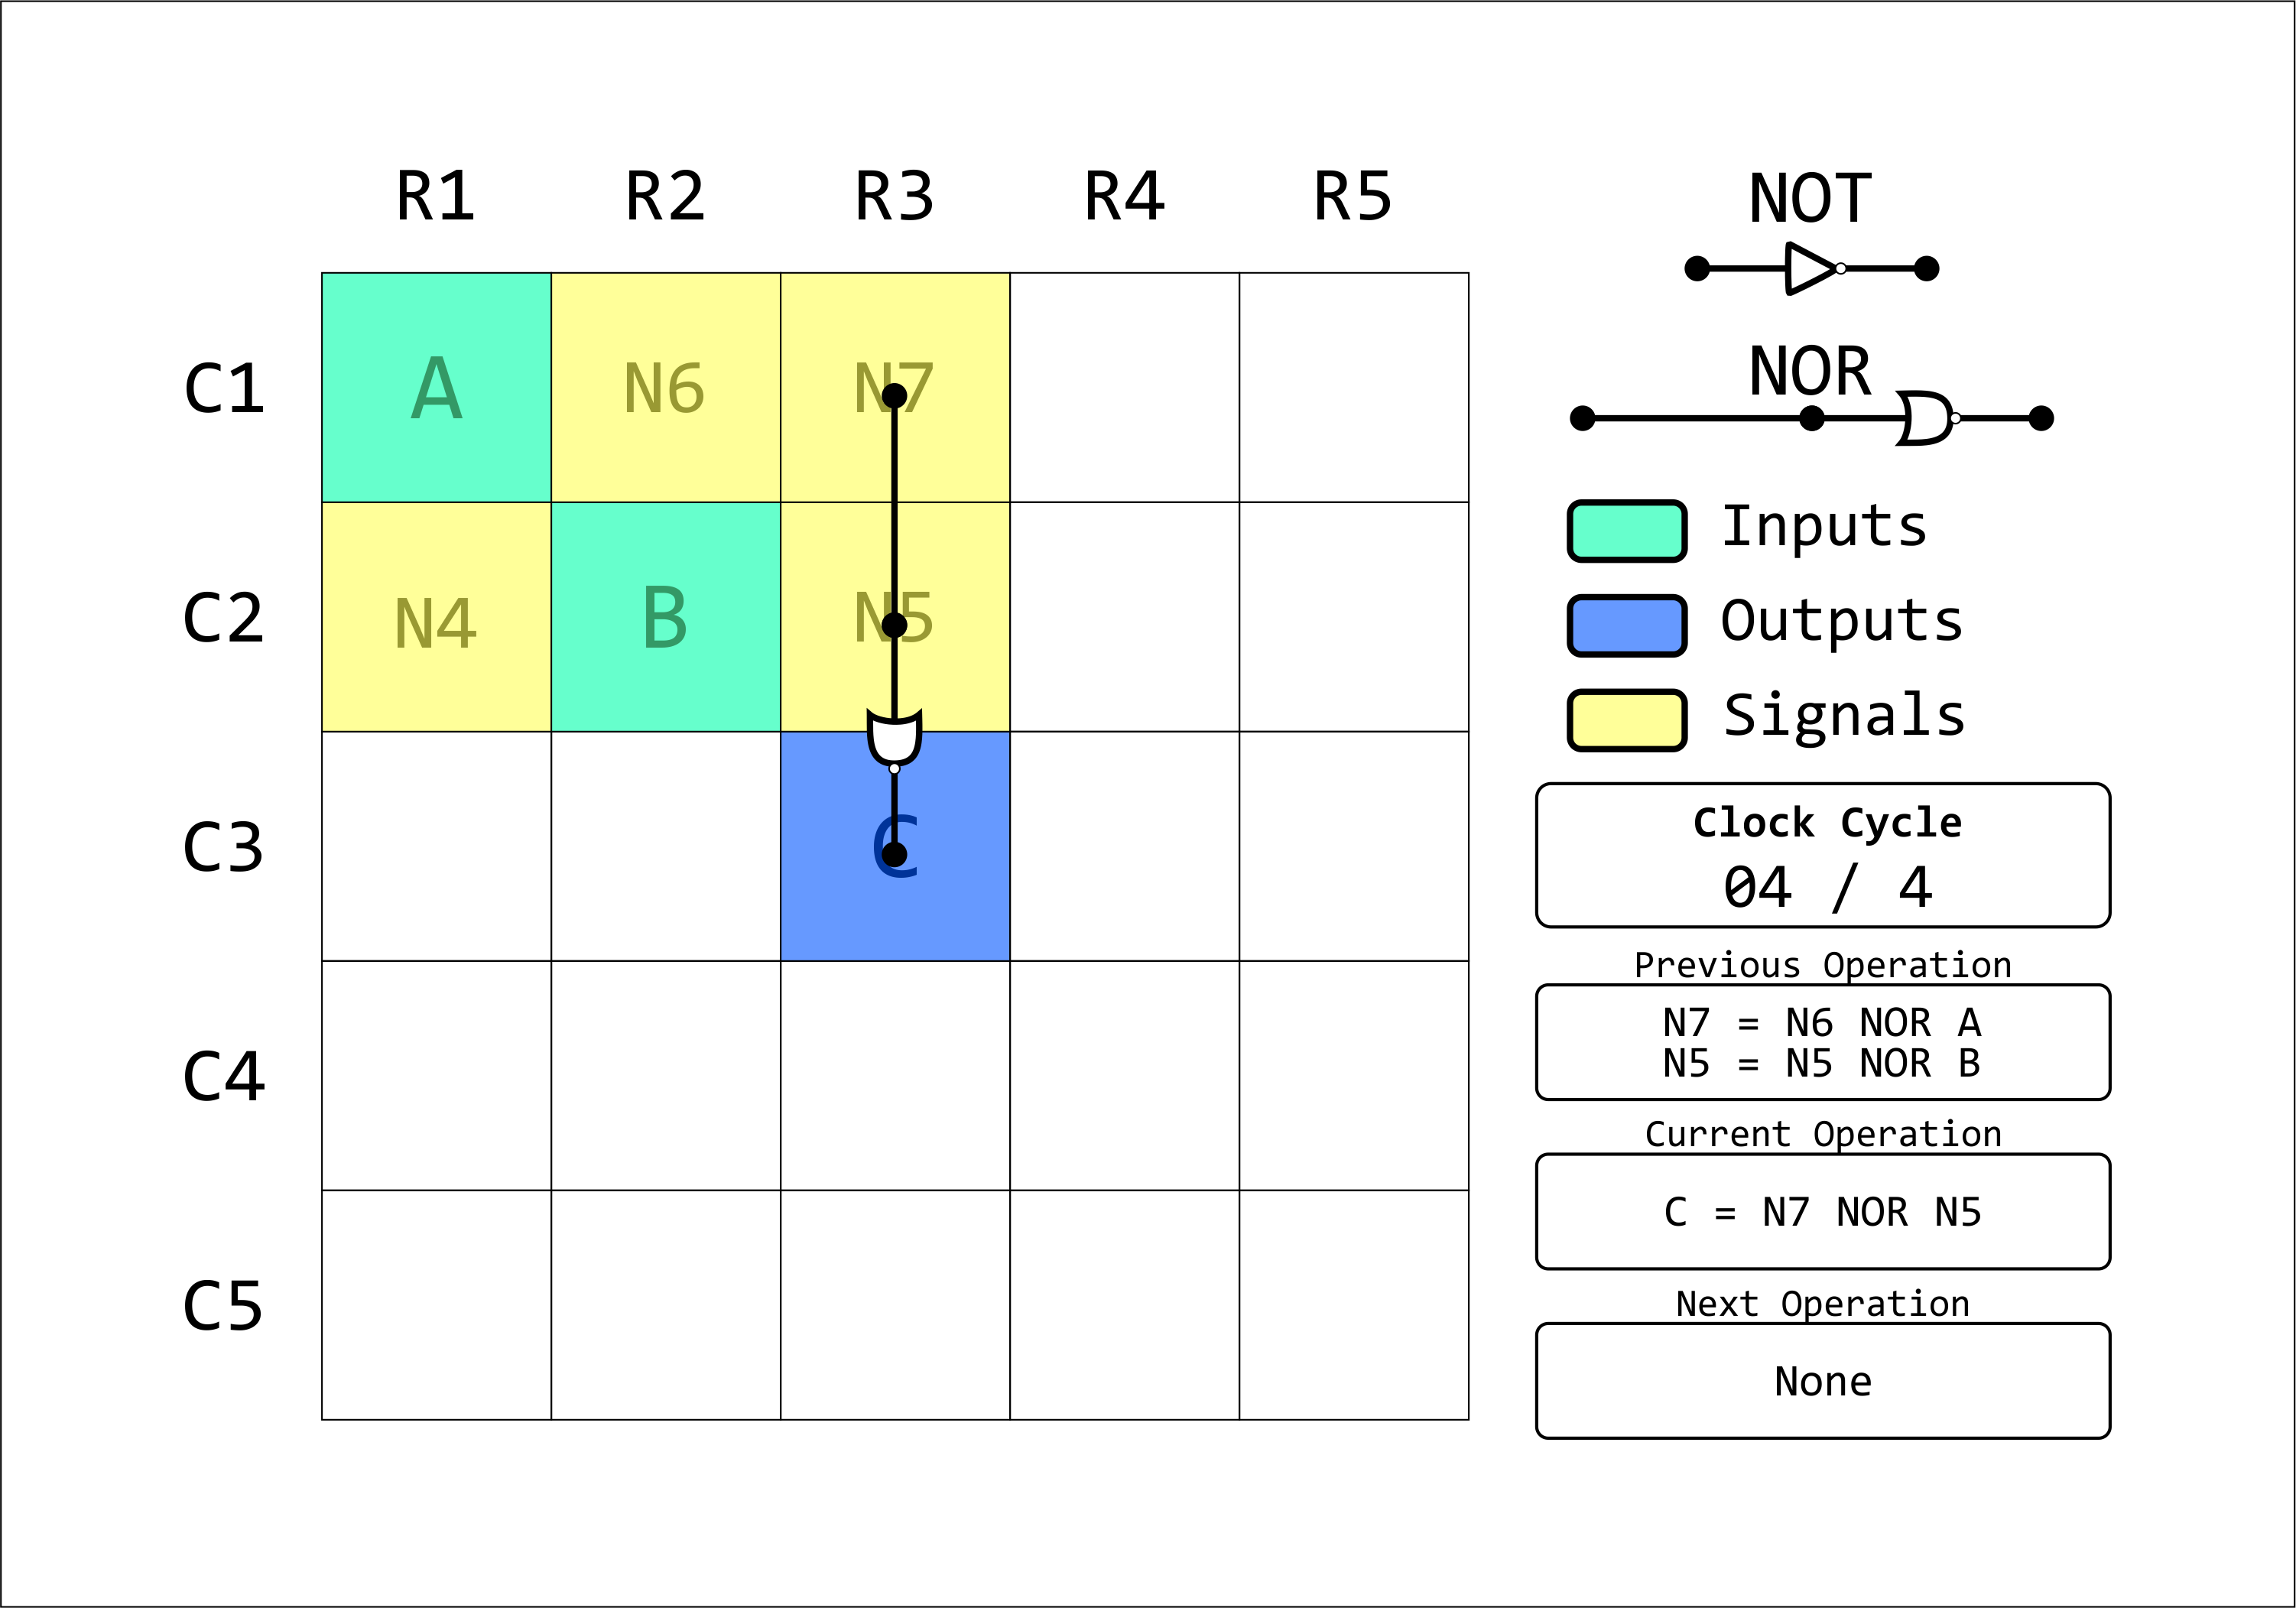 R1 R2 R3 R4 R5
NOT
NOR
C1 A N6 N7
C2 N4 B N5
C3 C
C4
C5
Inputs
Outputs
Signals
Clock Cycle
04 / 4
Previous Operation
N7 = N6 NOR A
N5 = N5 NOR B
Current Operation
C = N7 NOR N5
Next Operation
None